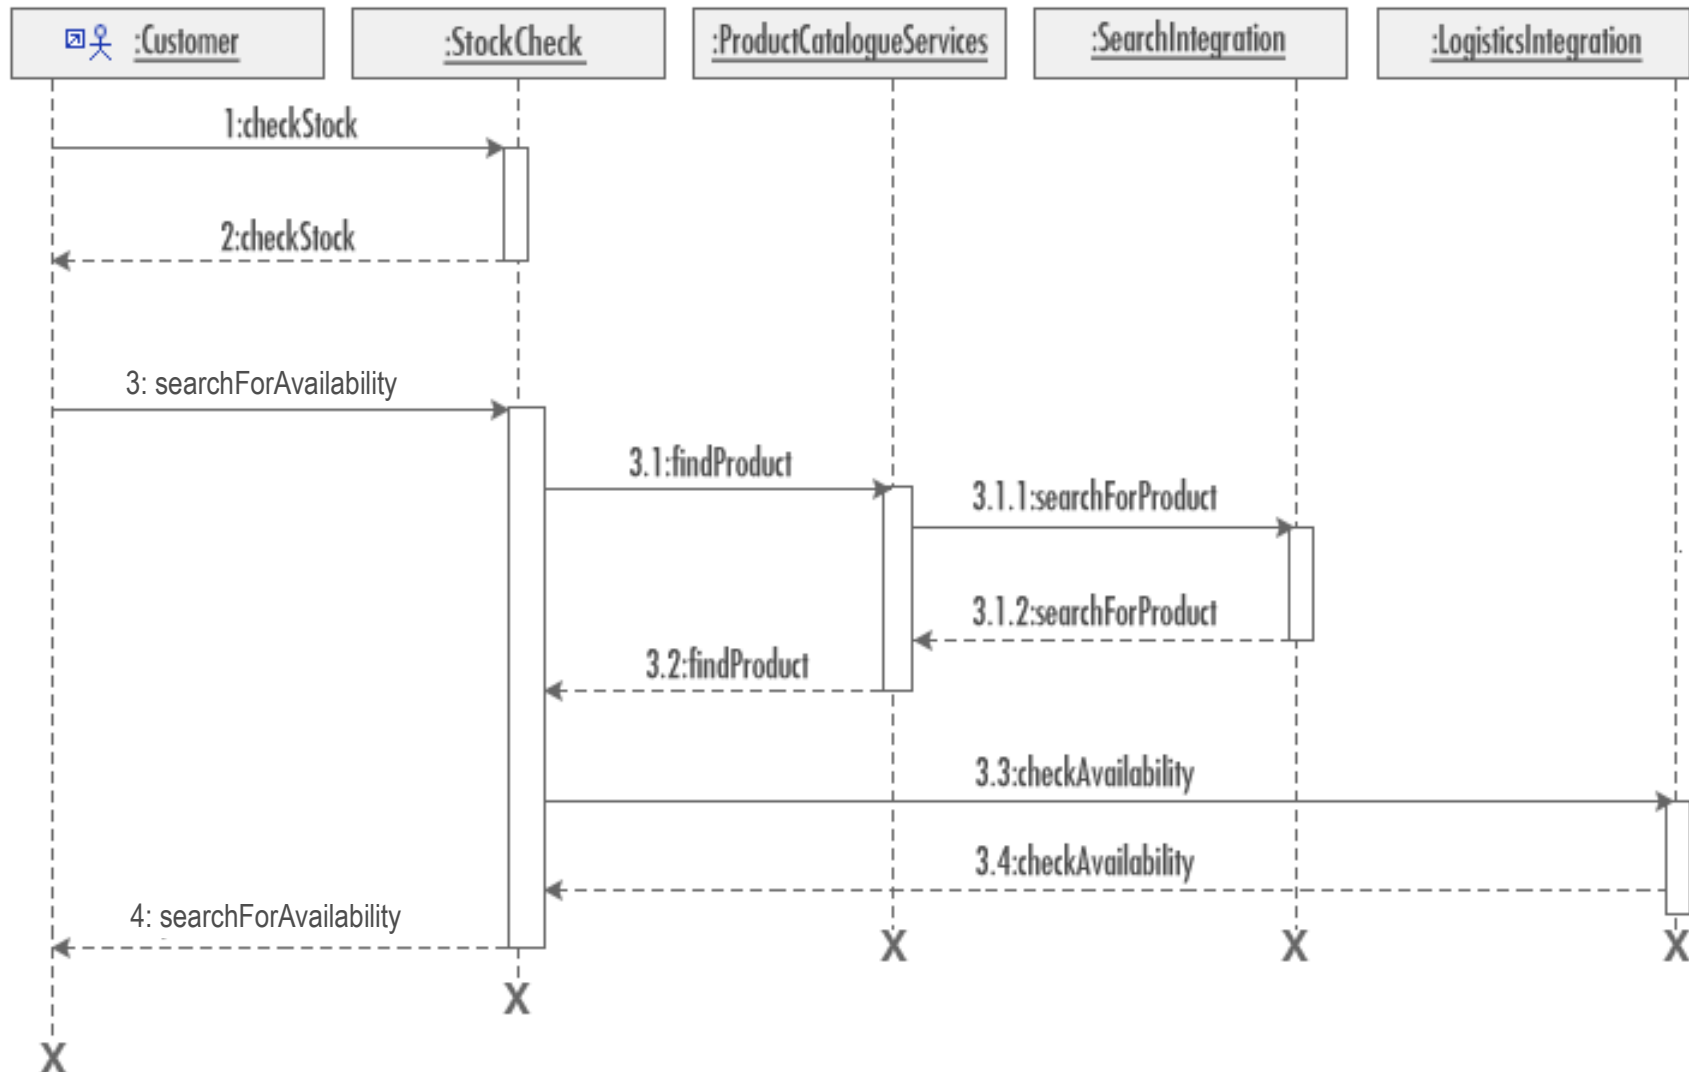 :Customer
:StockCheck
:ProductCatalogueServices
:SearchIntegration
:LogisticsIntegration
1:checkStock
2:checkStock
3: searchForAvailability
3.1:findProduct
3.1.1:searchForProduct
3.1.2:searchForProduct
3.2:findProduct
3.3:checkAvailability
3.4:checkAvailability
4: searchForAvailability
X
X
X
X
X